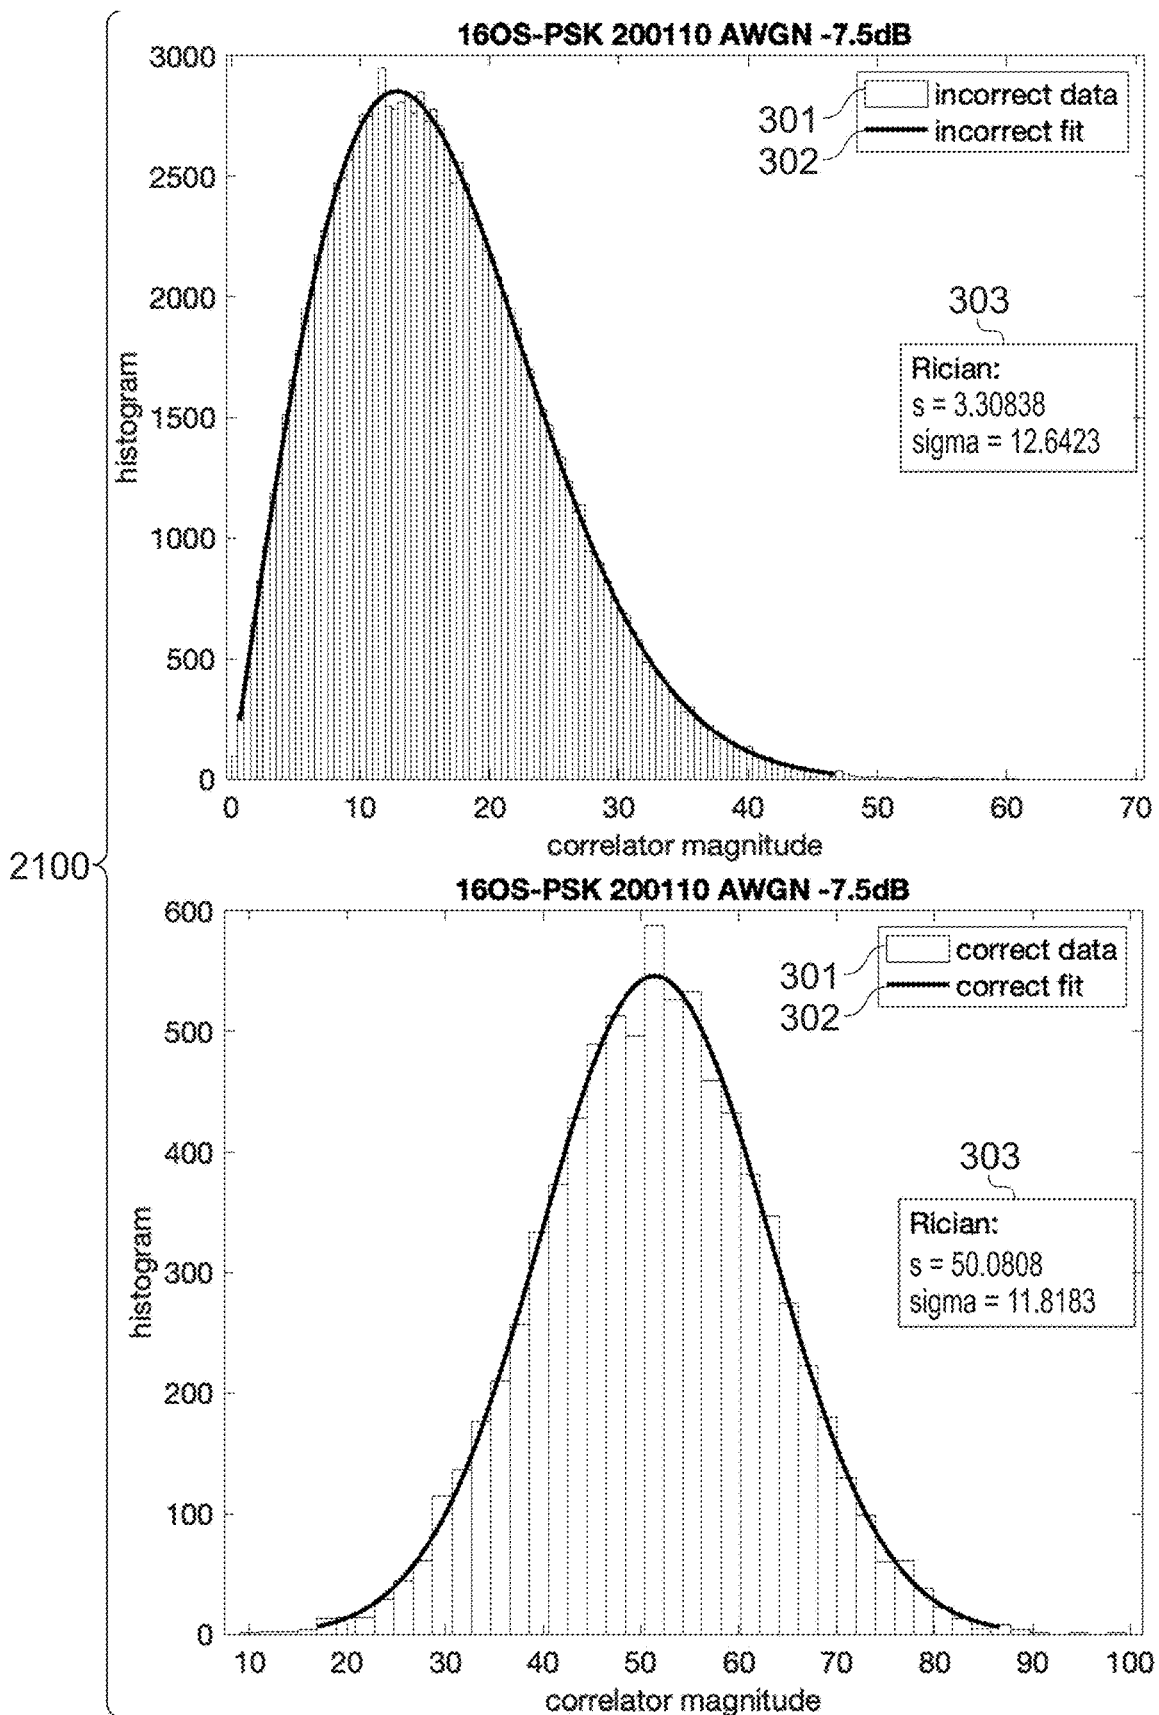 16OS-PSK 200110 AWGN -7.5dB
3000
2500
2000
1500
1000
500
0
histogram
301
incorrect data
302
incorrect fit
303
Rician:
s = 3.30838
sigma = 12.6423
0 10 20 30 40 50 60 70
correlator magnitude
2100
16OS-PSK 200110 AWGN -7.5dB
600
500
400
300
200
100
0
histogram
301
correct data
302
correct fit
303
Rician:
s = 50.0808
sigma = 11.8183
10 20 30 40 50 60 70 80 90 100
correlator magnitude